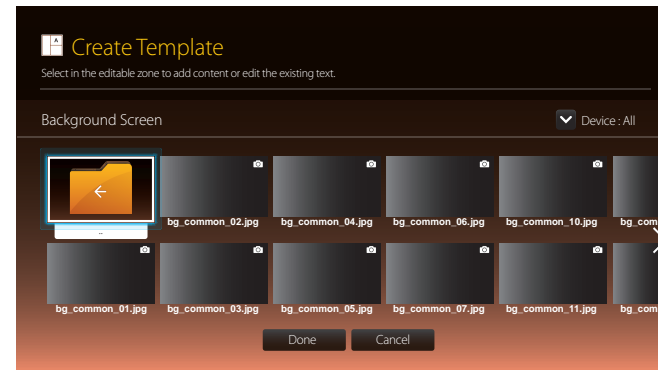 A
Create Template
Select in the editable zone to add content or edit the existing text.
Background Screen
Device : All
bg_common_02.jpg bg_common_04.jpg bg_common_06.jpg bg_common_10.jpg bg_com
..
bg_common_01.jpg bg_common_03.jpg bg_common_05.jpg bg_common_07.jpg bg_common_11.jpg bg_com
Done Cancel